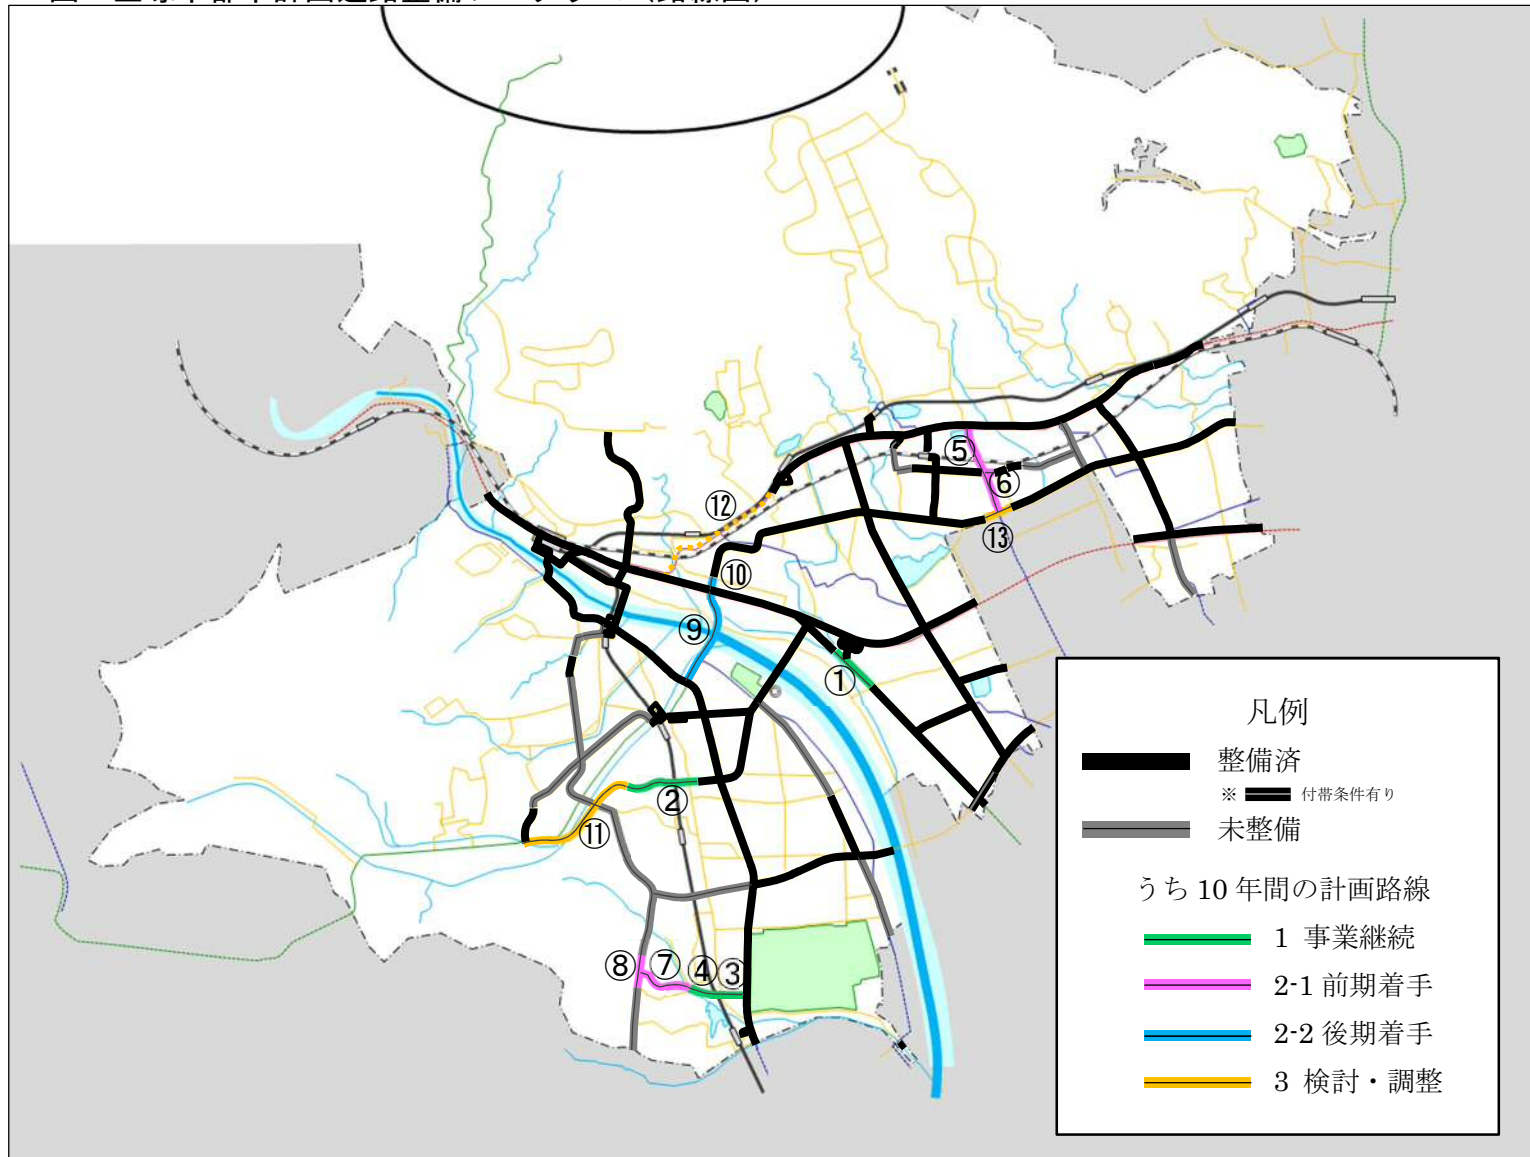 ⑫
⑤
⑥
⑬
⑩
⑨
①
②
⑪
⑧
⑦
④
③
凡例
整備済
※ 付帯条件有り
未整備
うち 10 年間の計画路線
1 事業継続
2-1 前期着手
2-2 後期着手
3 検討・調整